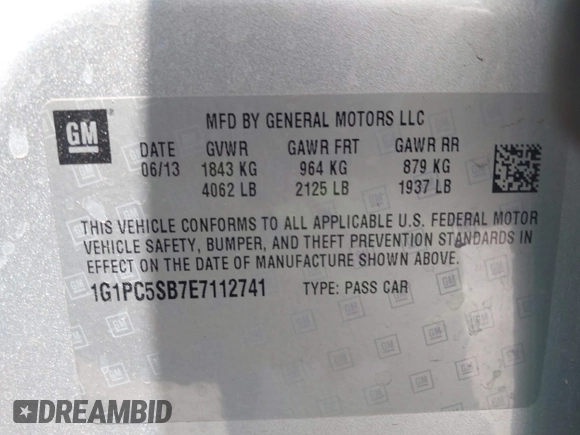 GM
MFD BY GENERAL MOTORS LLC
DATE GVWR GAWR FRT GAWR RR
06/13 1843 KG 964 KG 879 KG
4062 LB 2125 LB 1937 LB
THIS VEHICLE CONFORMS TO ALL APPLICABLE U.S. FEDERAL MOTOR
VEHICLE SAFETY, BUMPER, AND THEFT PREVENTION STANDARDS IN
EFFECT ON THE DATE OF MANUFACTURE SHOWN ABOVE.
1G1PC5SB7E7112741 TYPE: PASS CAR
DREAMBID